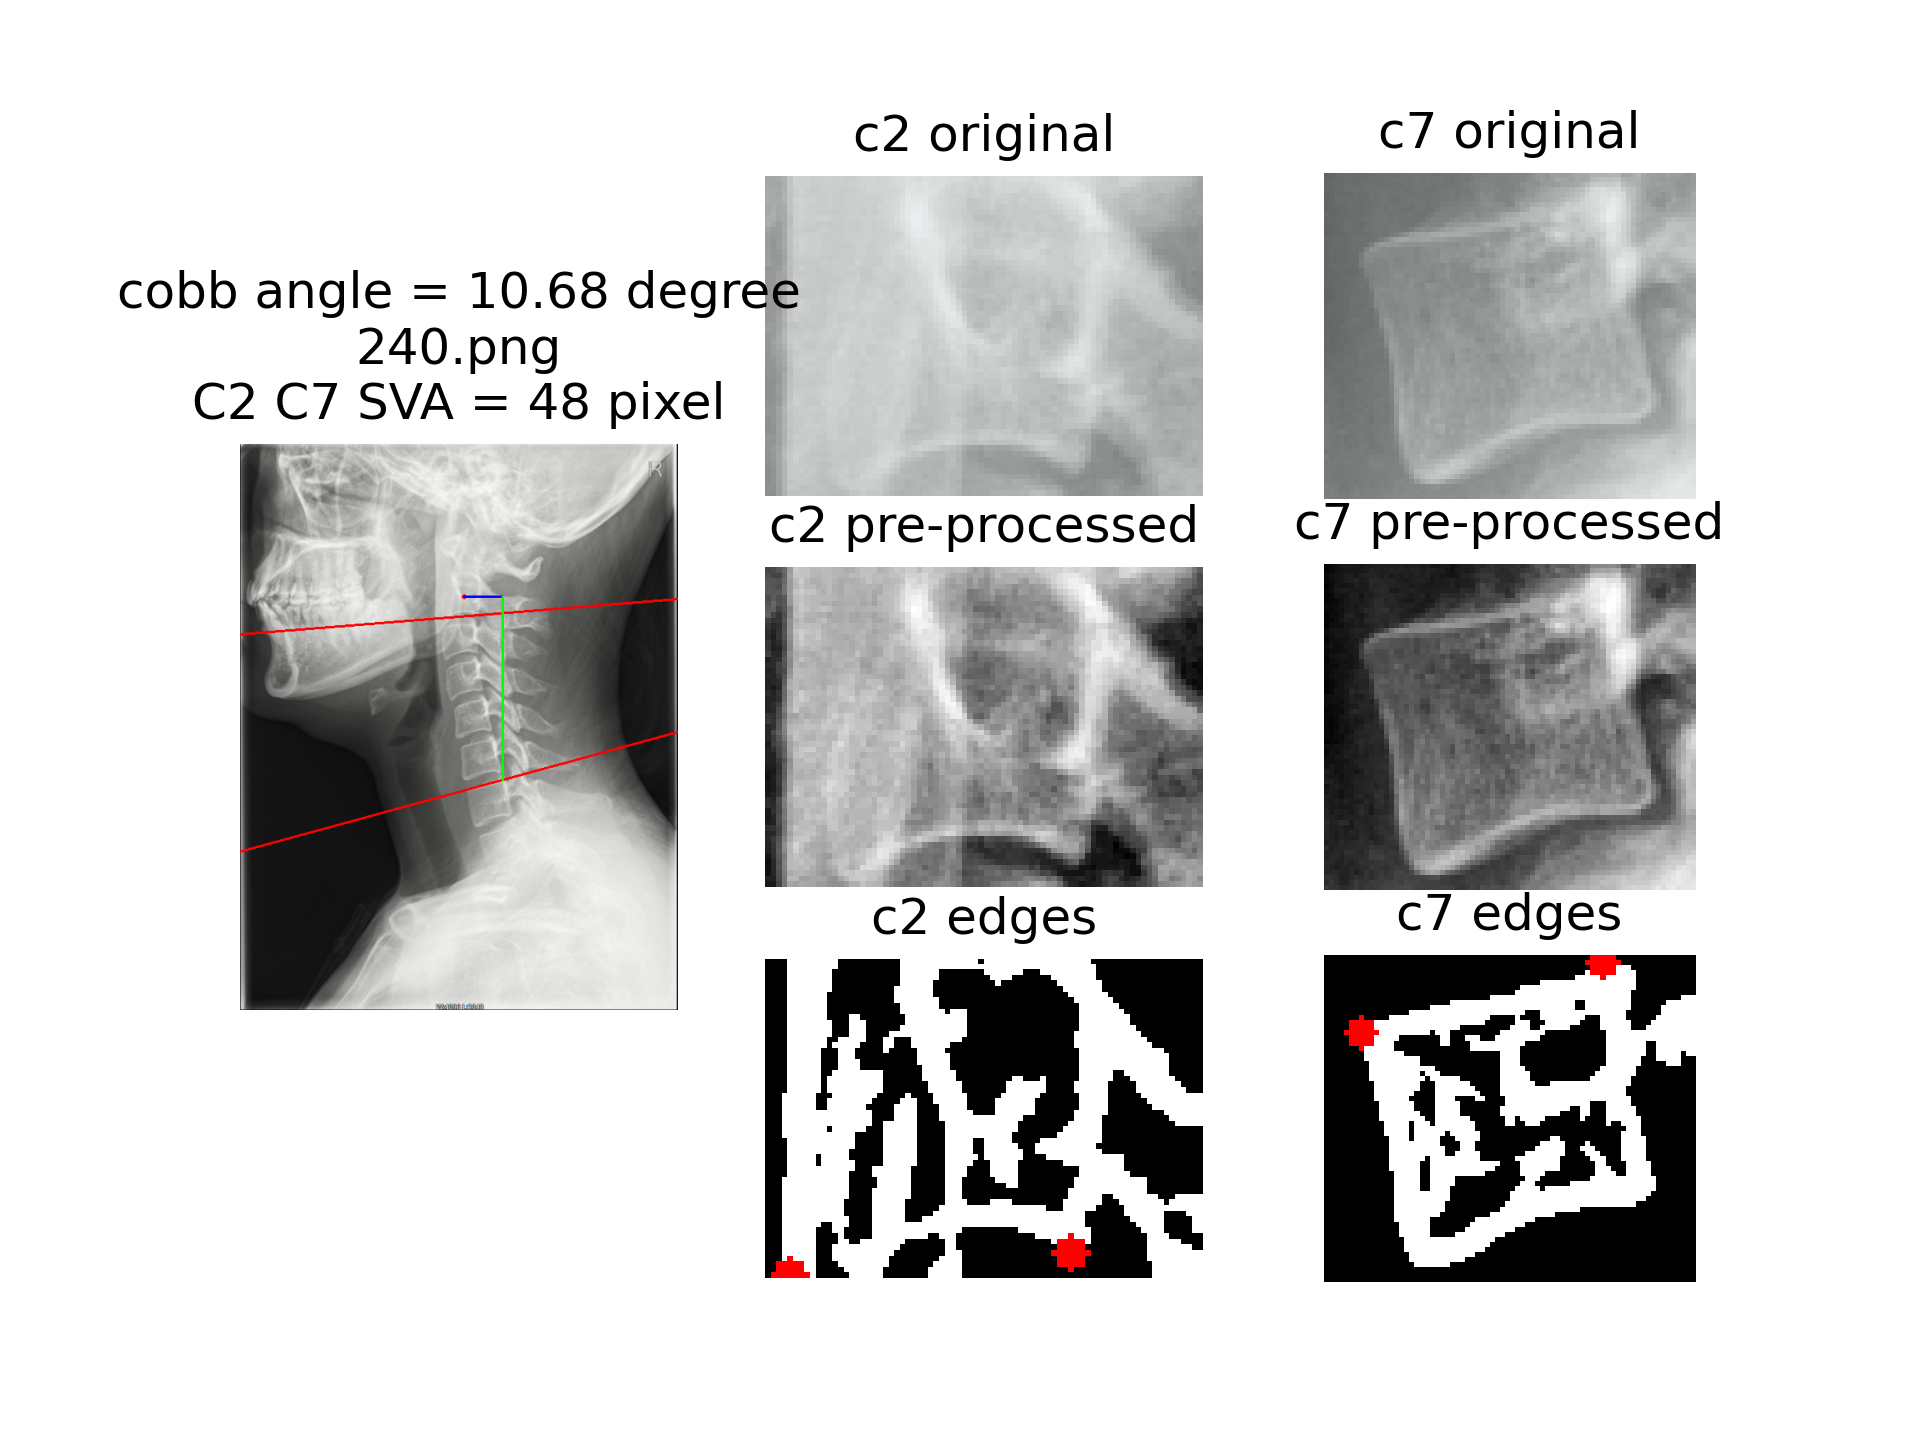 cobb angle = 10.68 degree
240.png
C2 C7 SVA = 48 pixel
R
c2 original
c7 original
c2 pre-processed
c7 pre-processed
c2 edges
c7 edges